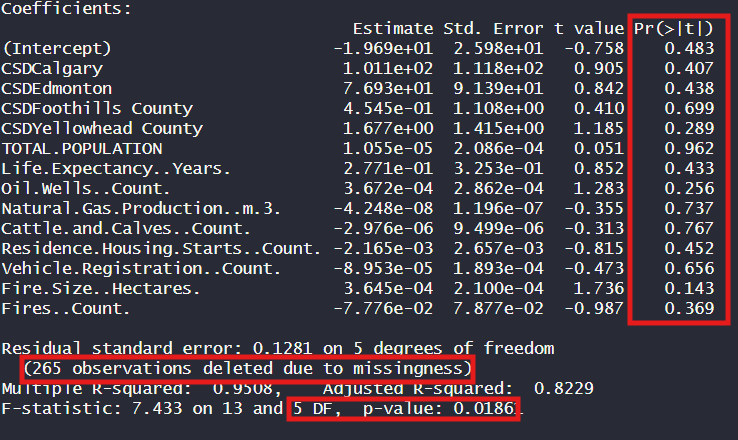 Coefficients:
Estimate Std. Error t value Pr(>|t|)
(Intercept) -1.969e+01 2.598e+01 -0.758 0.483
CSDCalgary 1.011e+02 1.118e+02 0.905 0.407
CSDEdmonton 7.693e+01 9.139e+01 0.842 0.438
CSDFoothills County 4.545e-01 1.108e+00 0.410 0.699
CSDYellowhead County 1.677e+00 1.415e+00 1.185 0.289
TOTAL.POPULATION 1.055e-05 2.086e-04 0.051 0.962
Life.Expectancy..Years. 2.771e-01 3.253e-01 0.852 0.433
Oil.Wells..Count. 3.672e-04 2.862e-04 1.283 0.256
Natural.Gas.Production..m.3. -4.248e-08 1.196e-07 -0.355 0.737
Cattle.and.Calves..Count. -2.976e-06 9.499e-06 -0.313 0.767
Residence.Housing.Starts..Count. -2.165e-03 2.657e-03 -0.815 0.452
Vehicle.Registration..Count. -8.953e-05 1.893e-04 -0.473 0.656
Fire.Size..Hectares. 3.645e-04 2.100e-04 1.736 0.143
Fires..Count. -7.776e-02 7.877e-02 -0.987 0.369
Residual standard error: 0.1281 on 5 degrees of freedom
(265 observations deleted due to missingness)
Multiple R-squared: 0.9508, Adjusted R-squared: 0.8229
F-statistic: 7.433 on 13 and 5 DF, p-value: 0.01861